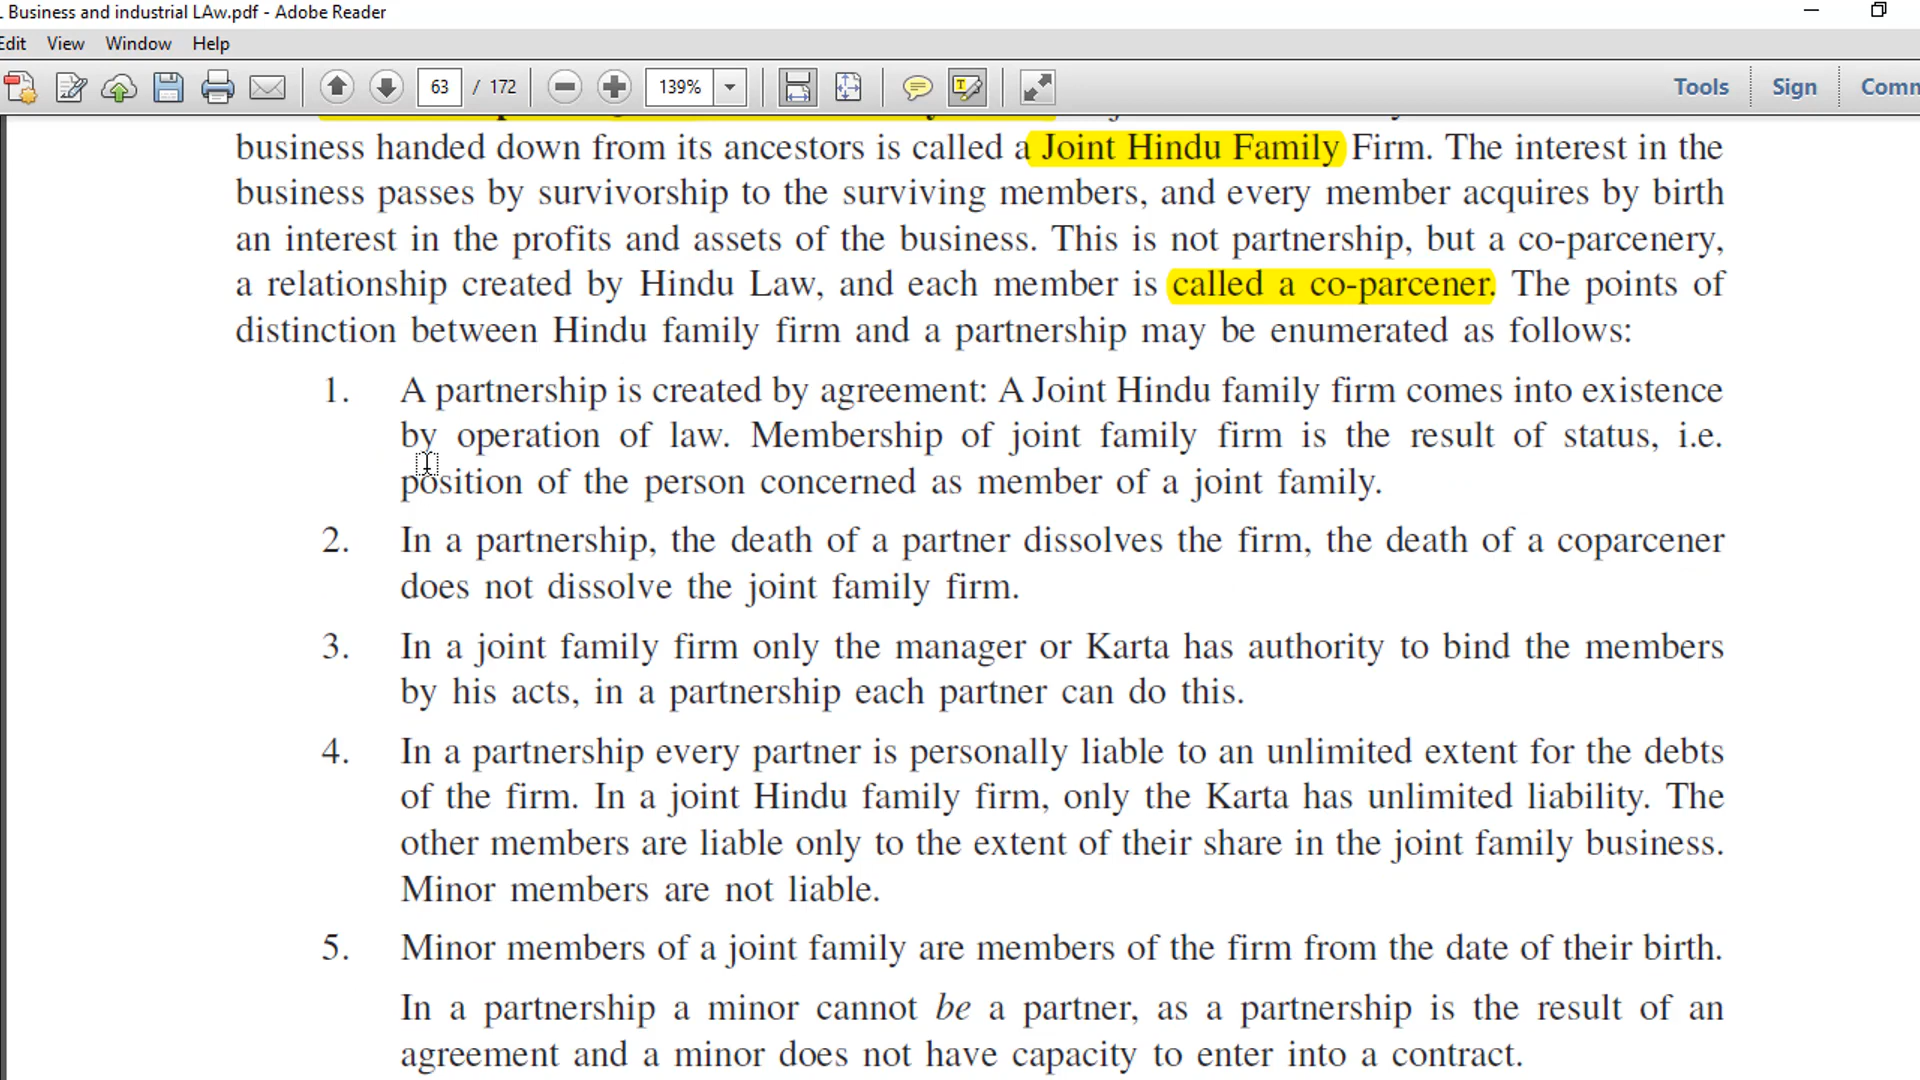 Business and industrial LAw.pdf - Adobe Reader
Edit View Window Help
63 / 172 139% Tools Sign Comm
business handed down from its ancestors is called a Joint Hindu Family Firm. The interest in the
business passes by survivorship to the surviving members, and every member acquires by birth
an interest in the profits and assets of the business. This is not partnership, but a co-parcenery,
a relationship created by Hindu Law, and each member is called a co-parcener. The points of
distinction between Hindu family firm and a partnership may be enumerated as follows:
1. A partnership is created by agreement: A Joint Hindu family firm comes into existence
by operation of law. Membership of joint family firm is the result of status, i.e.
position of the person concerned as member of a joint family.
2. In a partnership, the death of a partner dissolves the firm, the death of a coparcener
does not dissolve the joint family firm.
3. In a joint family firm only the manager or Karta has authority to bind the members
by his acts, in a partnership each partner can do this.
4. In a partnership every partner is personally liable to an unlimited extent for the debts
of the firm. In a joint Hindu family firm, only the Karta has unlimited liability. The
other members are liable only to the extent of their share in the joint family business.
Minor members are not liable.
5. Minor members of a joint family are members of the firm from the date of their birth.
In a partnership a minor cannot be a partner, as a partnership is the result of an
agreement and a minor does not have capacity to enter into a contract.